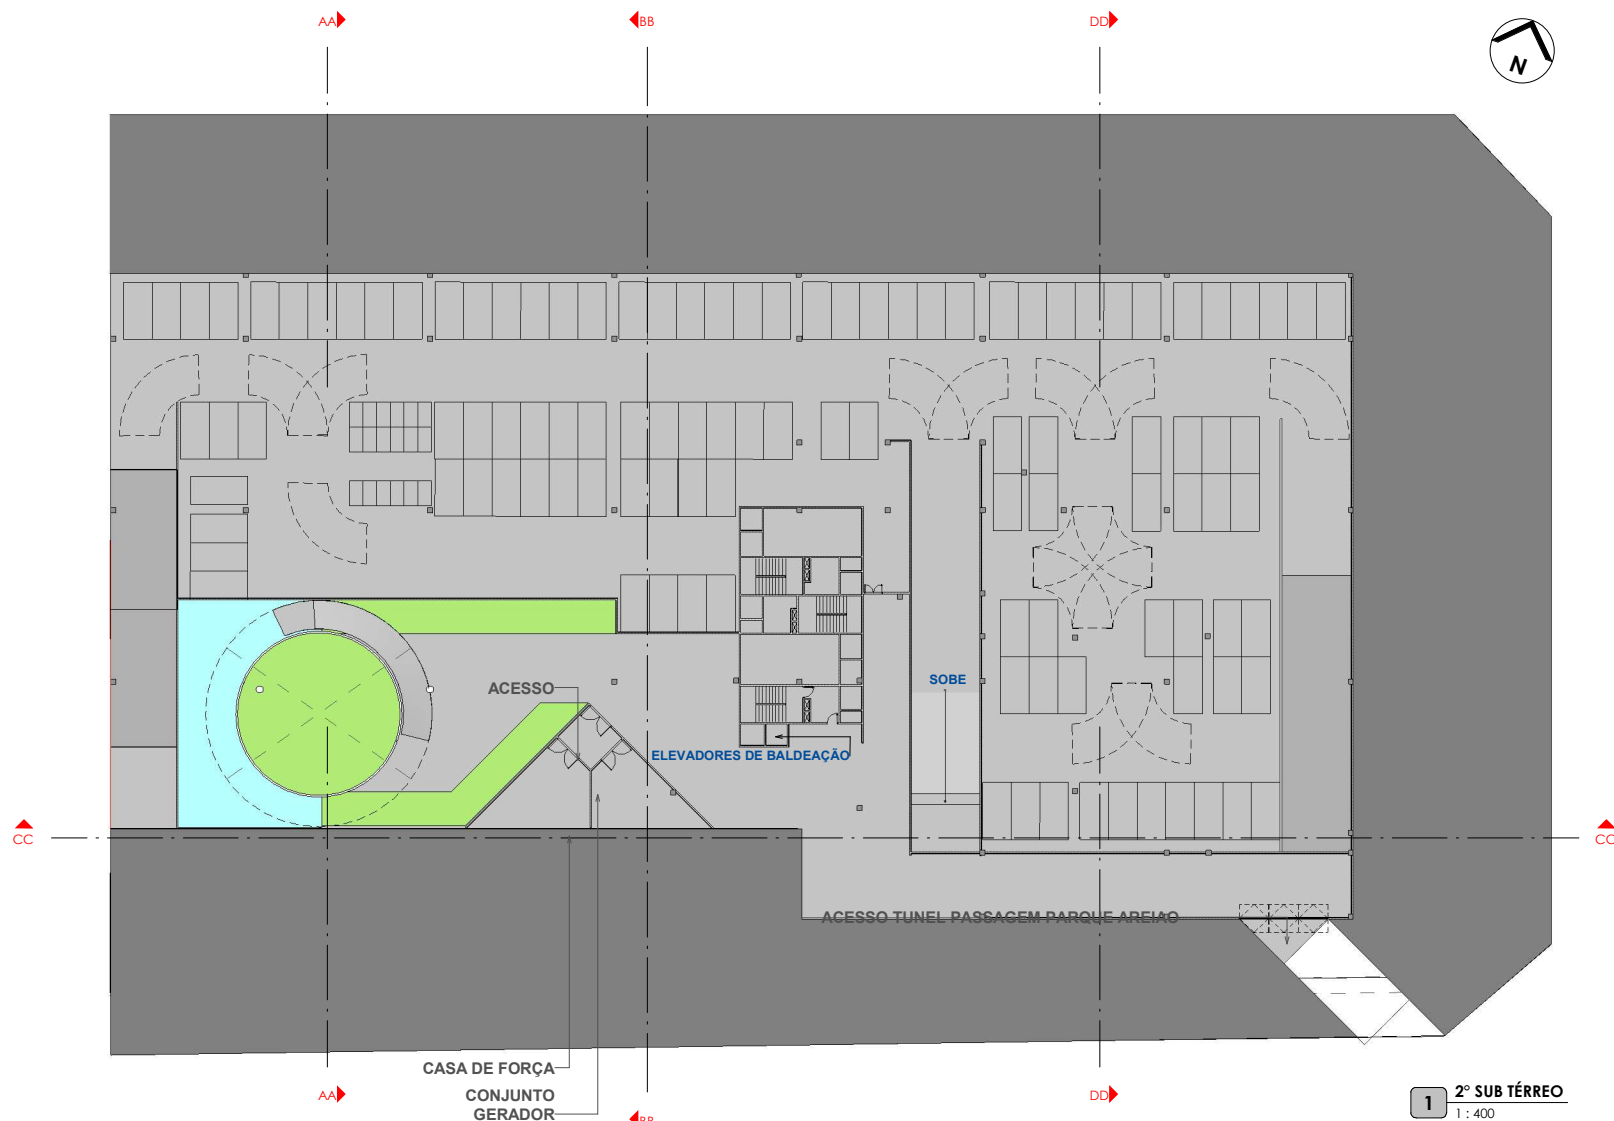 AA
BB
DD
N
ACESSO
SOBE
ELEVADORES DE BALDEAÇÃO
CC
CC
ACESSO TUNEL PASSAGEM PARQUE AREIAO
CASA DE FORÇA
CONJUNTO
GERADOR
AA
BB
DD
1
2° SUB TÉRREO
1 : 400